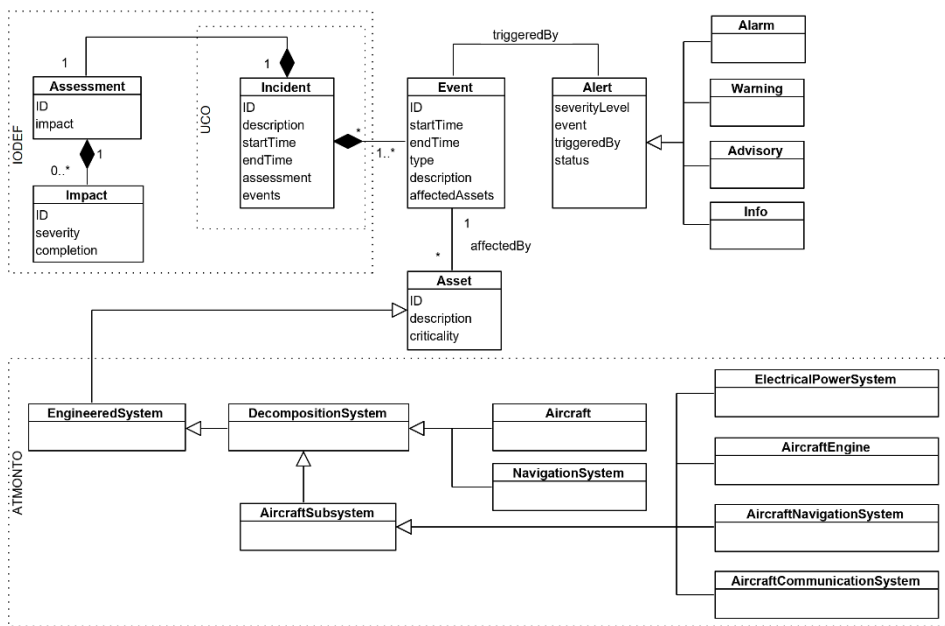 IODEF
UCO
1
1
Assessment
ID
impact
1
0..*
Impact
ID
severity
completion
Incident
ID
description
startTime
endTime
assessment
events
*
1..*
triggeredBy
Event
ID
startTime
endTime
type
description
affectedAssets
Alert
severityLevel
event
triggeredBy
status
Alarm
Warning
Advisory
Info
1
affectedBy
*
Asset
ID
description
criticality
ATMONTO
EngineeredSystem
DecompositionSystem
Aircraft
NavigationSystem
AircraftSubsystem
ElectricalPowerSystem
AircraftEngine
AircraftNavigationSystem
AircraftCommunicationSystem